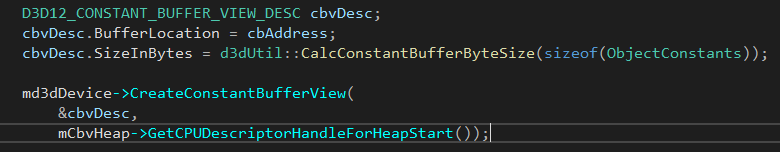 D3D12_CONSTANT_BUFFER_VIEW_DESC cbvDesc;
cbvDesc.BufferLocation = cbAddress;
cbvDesc.SizeInBytes = d3dUtil::CalcConstantBufferByteSize(sizeof(ObjectConstants));
md3dDevice->CreateConstantBufferView(
&cbvDesc,
mCbvHeap->GetCPUDescriptorHandleForHeapStart());